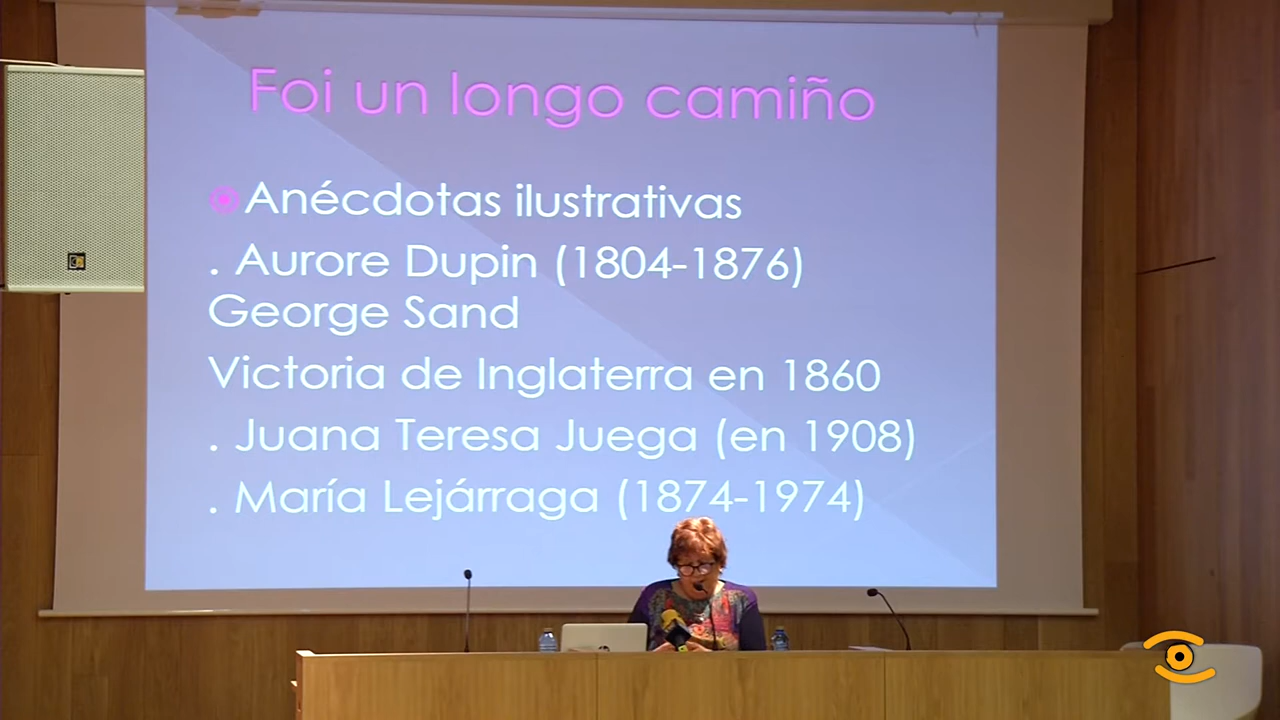 Foi un longo camiño
Anécdotas ilustrativas
. Aurore Dupin (1804-1876)
George Sand
Victoria de Inglaterra en 1860
. Juana Teresa Juega (en 1908)
. María Lejárraga (1874-1974)